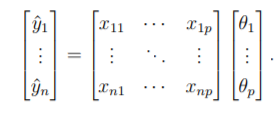 ŷ₁ x₁₁ ⋯ x₁ₚ θ₁
⋮ = ⋮ ⋱ ⋮ ⋮
ŷₙ xₙ₁ ⋯ xₙₚ θₚ .